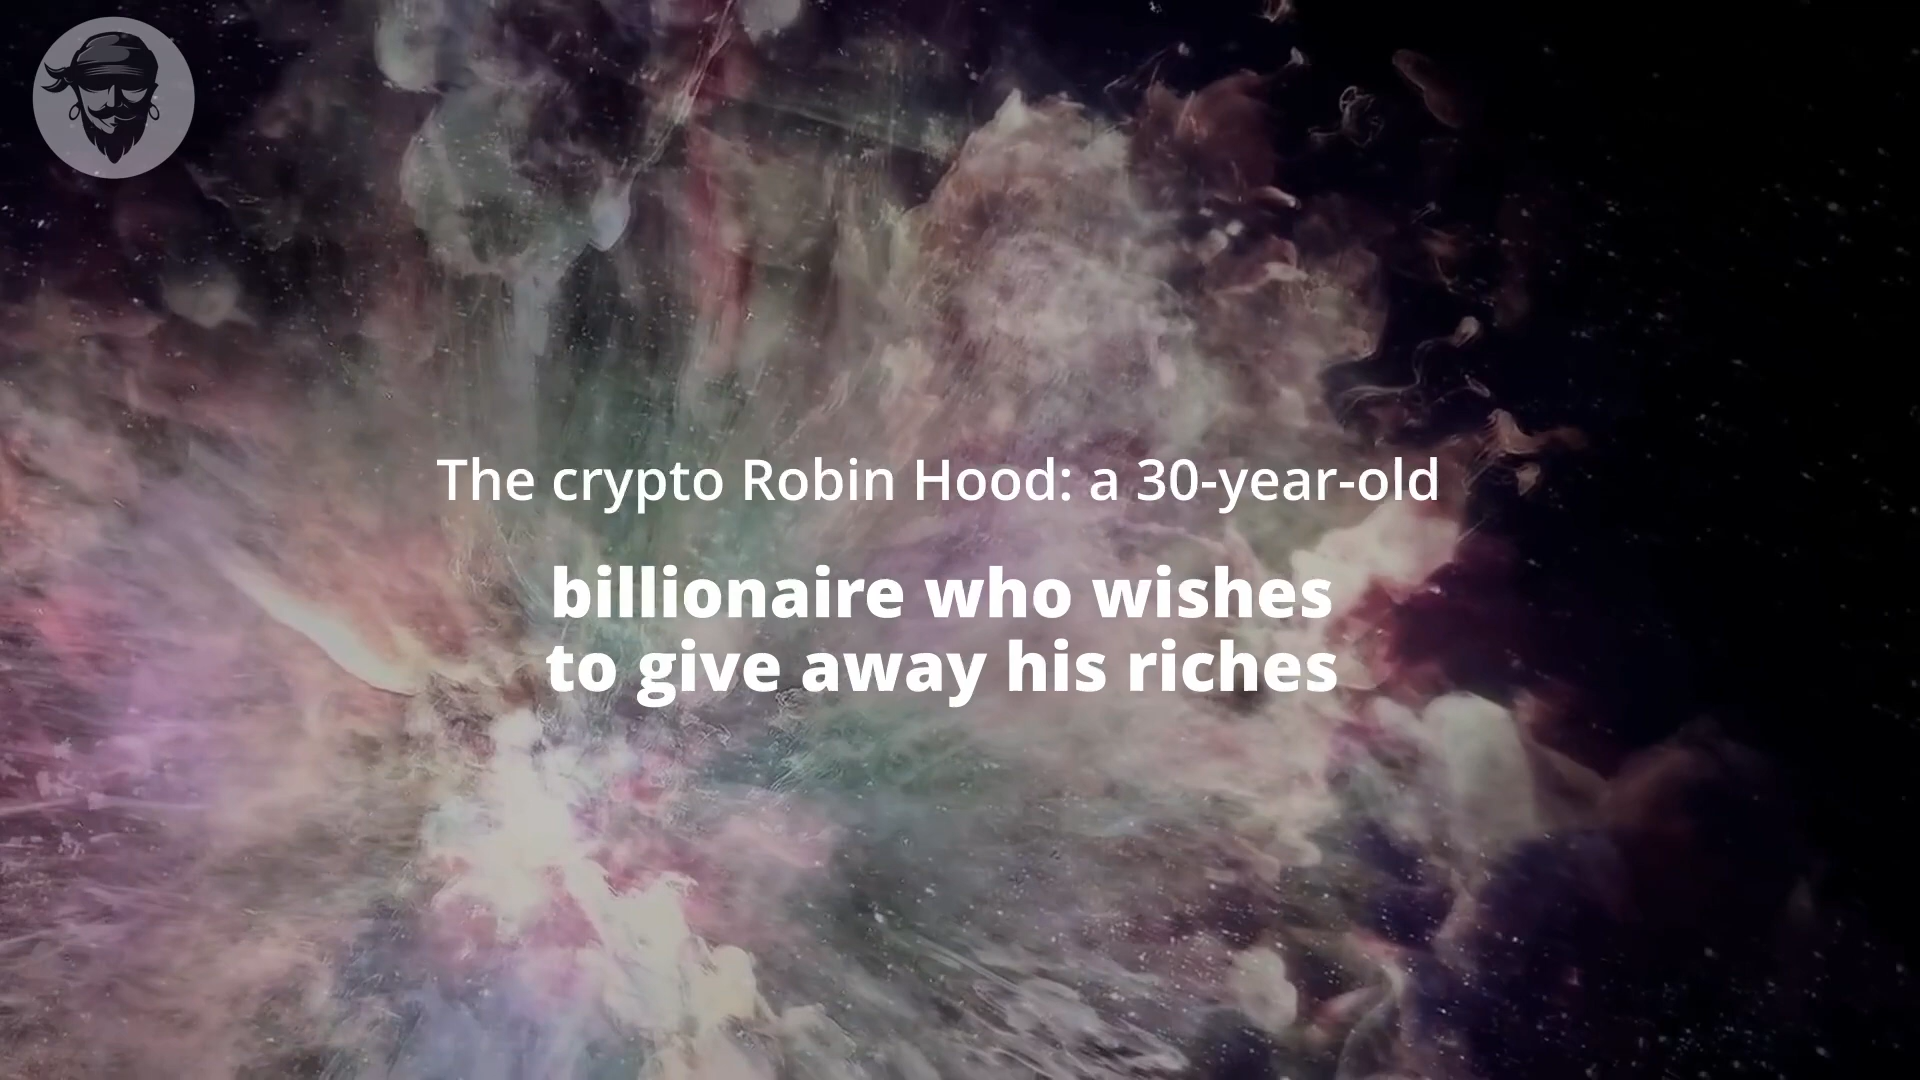 The crypto Robin Hood: a 30-year-old
billionaire who wishes
to give away his riches